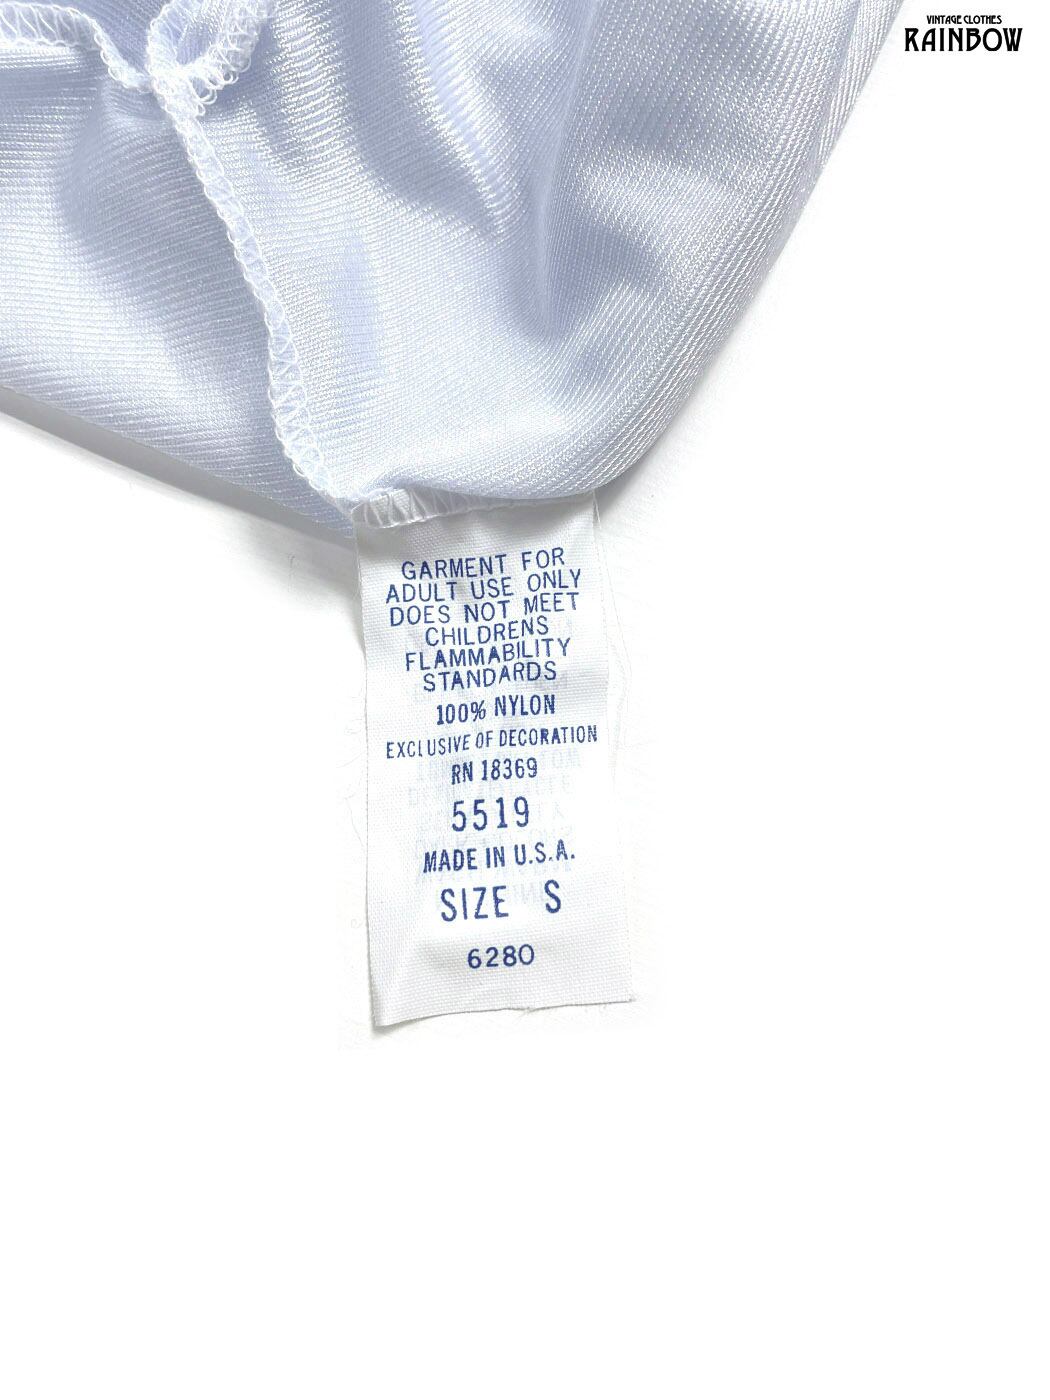 VINTAGE CLOTHES
RAINBOW
GARMENT FOR
ADULT USE ONLY
DOES NOT MEET
CHILDRENS
FLAMMABILITY
STANDARDS
100% NYLON
EXCLUSIVE OF DECORATION
RN 18369
5519
MADE IN U.S.A.
SIZE S
6280